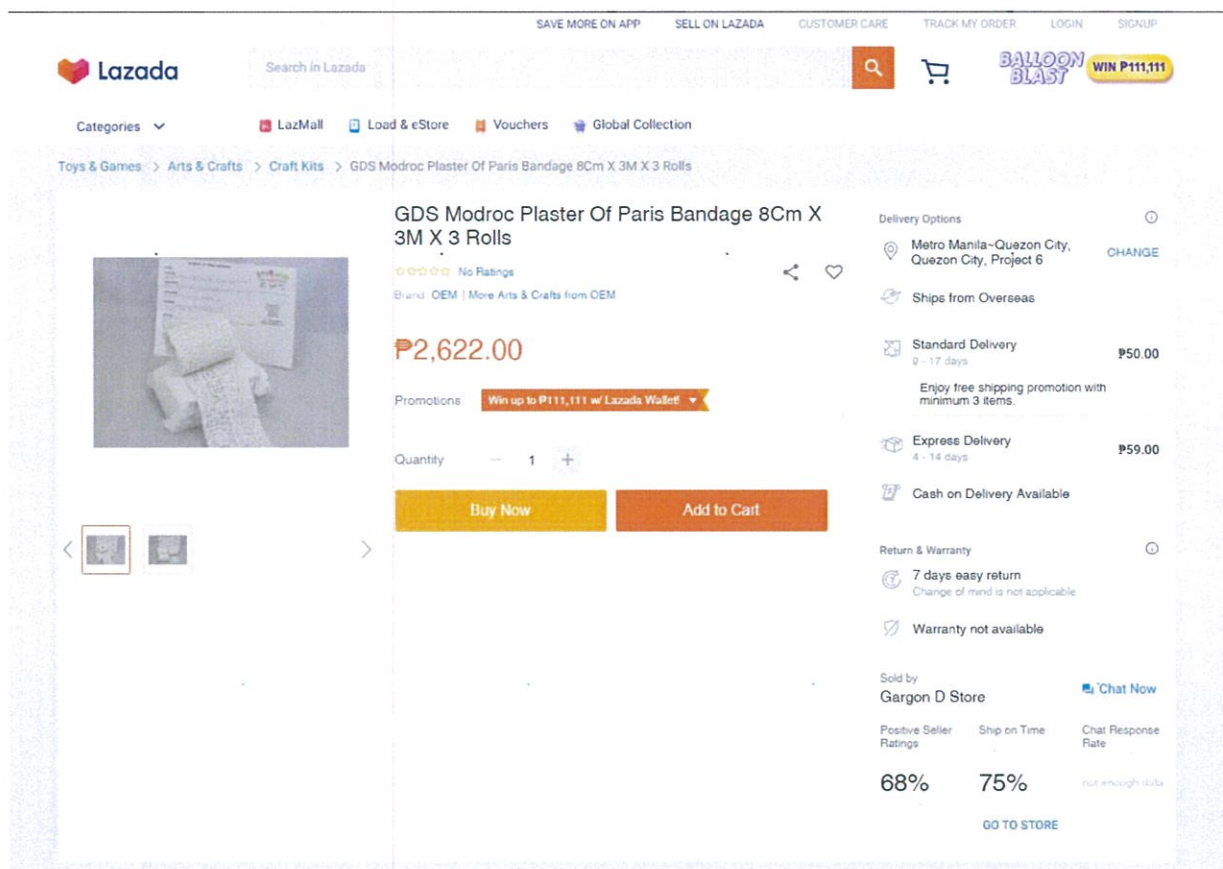 SAVE MORE ON APP SELL ON LAZADA CUSTOMER CARE TRACK MY ORDER LOGIN SIGNUP
Lazada
Search in Lazada
BALLOON
BLAST
WIN ₱111,111
Categories
LazMall Load & eStore Vouchers Global Collection
Toys & Games > Arts & Crafts > Craft Kits > GDS Modroc Plaster Of Paris Bandage 8Cm X 3M X 3 Rolls
GDS Modroc Plaster Of Paris Bandage 8Cm X
3M X 3 Rolls
No Ratings
Brand: OEM | More Arts & Crafts from OEM
₱2,622.00
Promotions Win up to ₱111,111 w/ Lazada Wallet!
Quantity 1
Buy Now Add to Cart
Delivery Options
Metro Manila~Quezon City,
Quezon City, Project 6
CHANGE
Ships from Overseas
Standard Delivery ₱50.00
9 - 17 days
Enjoy free shipping promotion with
minimum 3 items.
Express Delivery ₱59.00
4 - 14 days
Cash on Delivery Available
Return & Warranty
7 days easy return
Change of mind is not applicable
Warranty not available
Sold by
Gargon D Store
Chat Now
Positive Seller
Ratings
Ship on Time
Chat Response
Rate
68% 75% not enough data
GO TO STORE